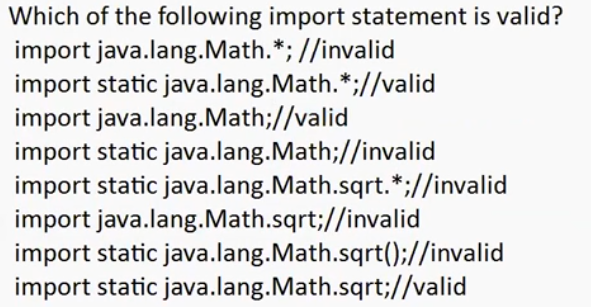 Which of the following import statement is valid?
import java.lang.Math.*; //invalid
import static java.lang.Math.*;//valid
import java.lang.Math;//valid
import static java.lang.Math;//invalid
import static java.lang.Math.sqrt.*;//invalid
import java.lang.Math.sqrt;//invalid
import static java.lang.Math.sqrt();//invalid
import static java.lang.Math.sqrt;//valid